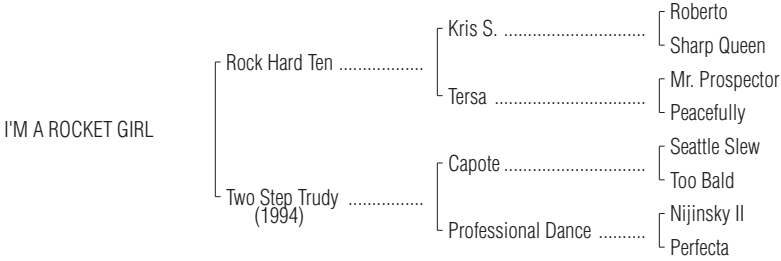 Roberto
Kris S. ..............................
Sharp Queen
Rock Hard Ten ..................
Mr. Prospector
Tersa ................................
Peacefully
I'M A ROCKET GIRL
Seattle Slew
Capote ..............................
Too Bald
Two Step Trudy ................
(1994)
Nijinsky II
Professional Dance ..........
Perfecta